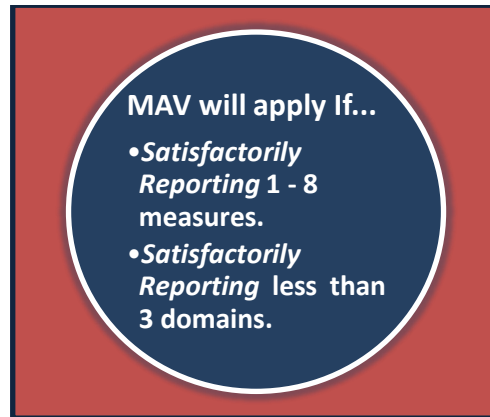 MAV will apply If...
•Satisfactorily
Reporting 1 - 8
measures.
•Satisfactorily
Reporting less than
3 domains.